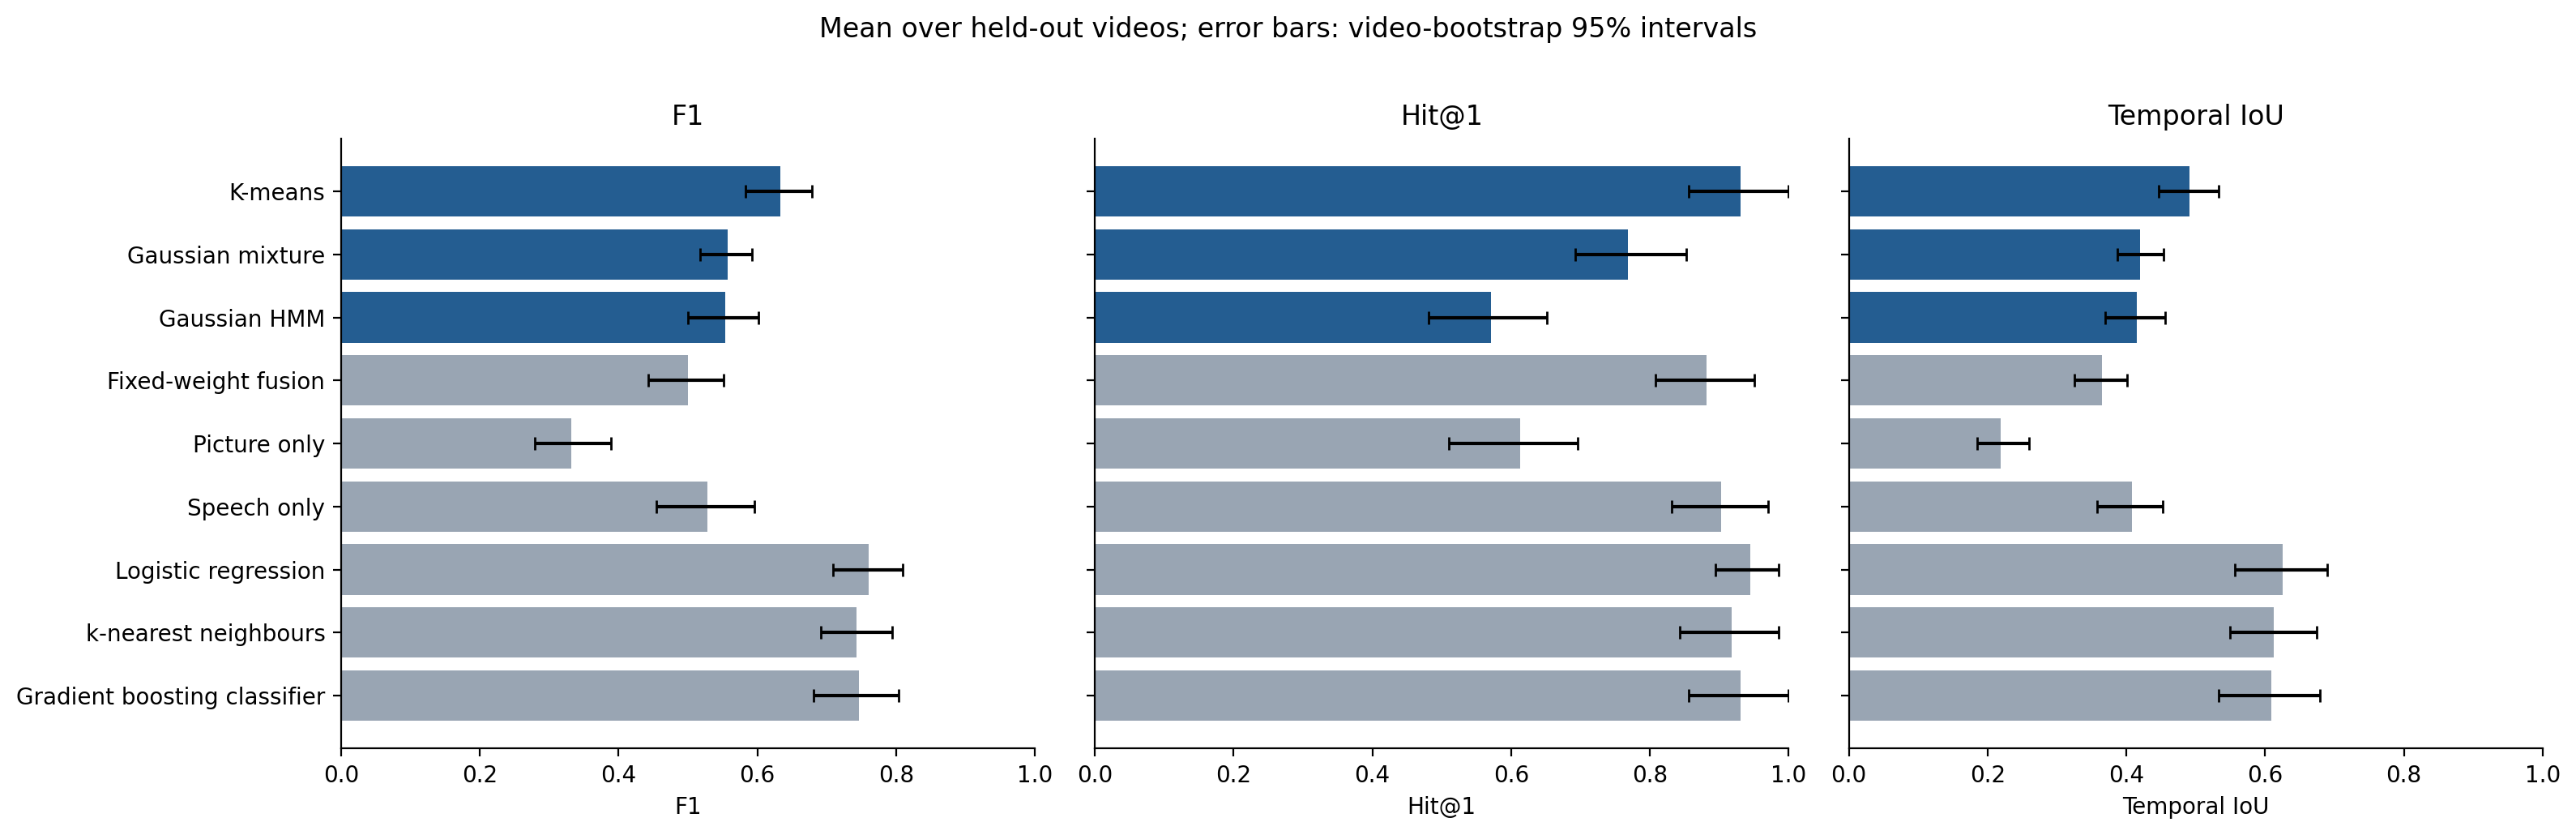 Mean over held-out videos; error bars: video-bootstrap 95% intervals
F1
Hit@1
Temporal IoU
K-means
Gaussian mixture
Gaussian HMM
Fixed-weight fusion
Picture only
Speech only
Logistic regression
k-nearest neighbours
Gradient boosting classifier
0.0 0.2 0.4 0.6 0.8 1.0
0.0 0.2 0.4 0.6 0.8 1.0
0.0 0.2 0.4 0.6 0.8 1.0
F1
Hit@1
Temporal IoU